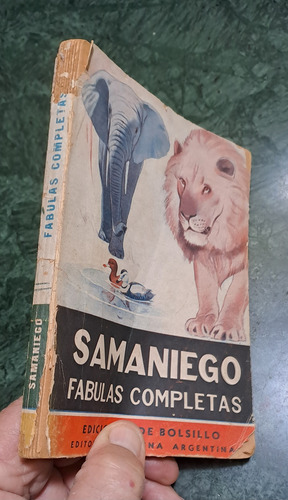 SAMANIEGO
FABULAS COMPLETAS
SAMANIEGO
FABULAS COMPLETAS
DE BOLSILLO
ARGENTINA